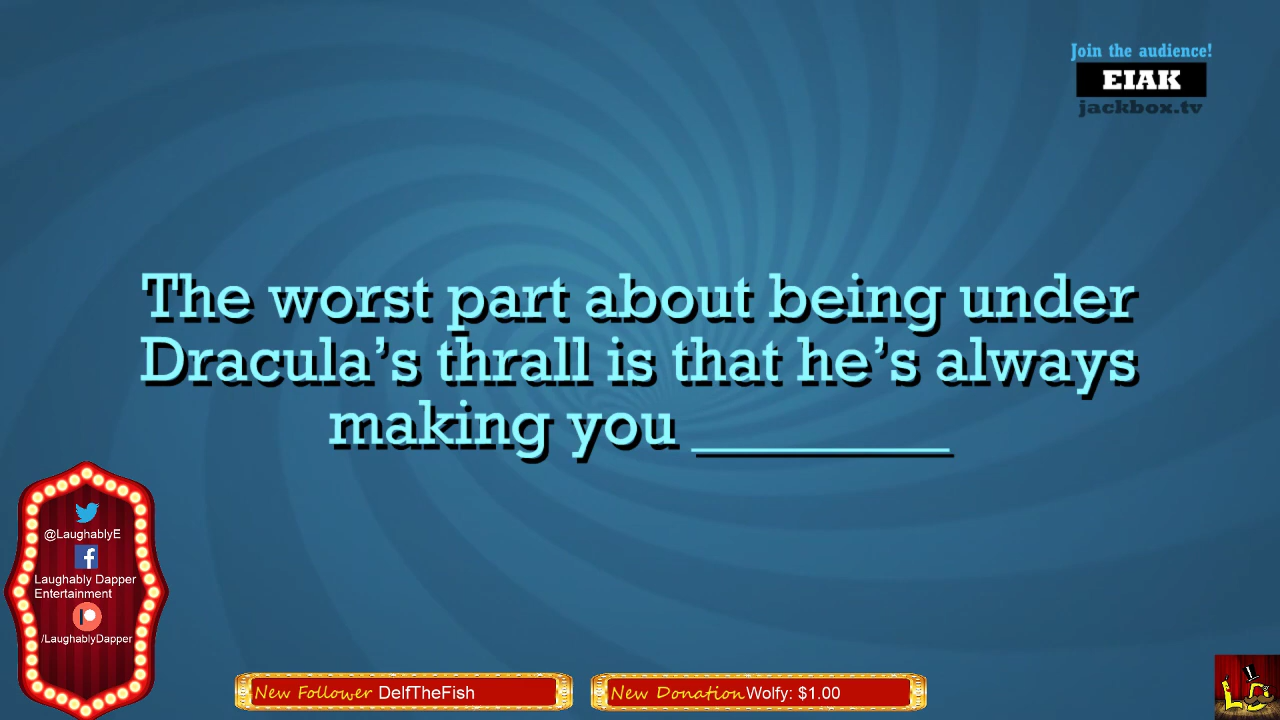 Join the audience!
EIAK
jackbox.tv
The worst part about being under
Dracula’s thrall is that he’s always
making you ________
@LaughablyE
Laughably Dapper
Entertainment
/LaughablyDapper
New Follower DelfTheFish
New Donation Wolfy: $1.00
LD